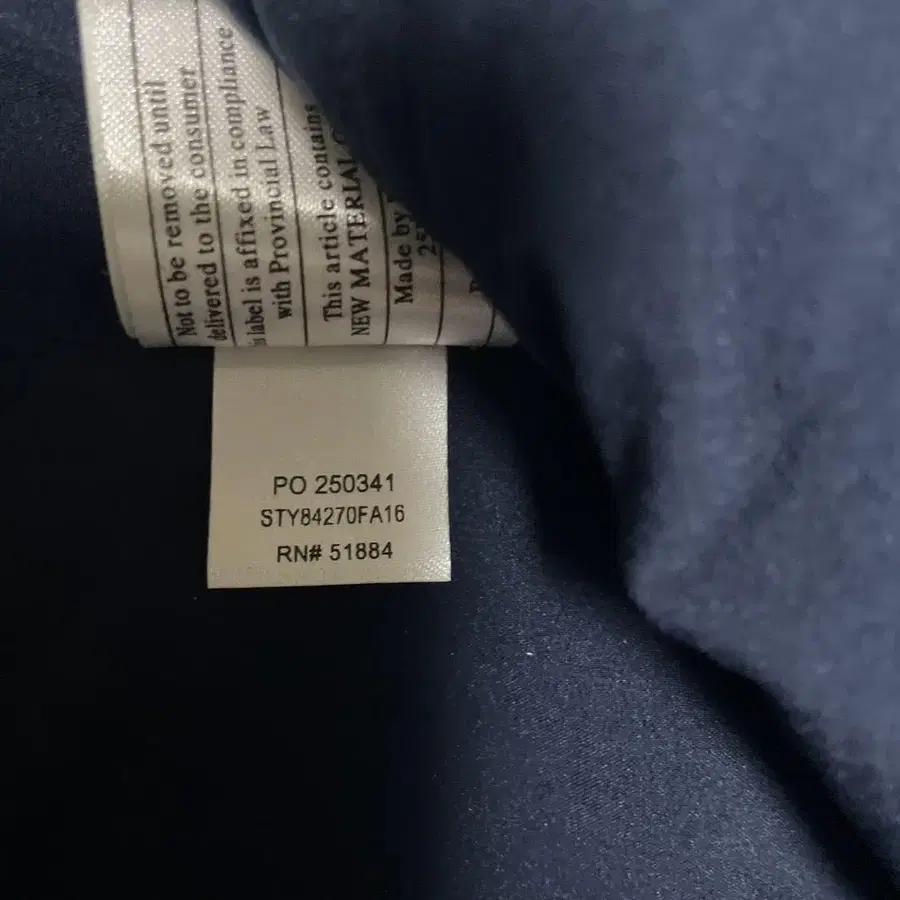 Not to be removed until
delivered to the consumer
label is affixed in compliance
with Provincial Law
This article contains
NEW MATERIAL
Made by
PO 250341
STY84270FA16
RN# 51884